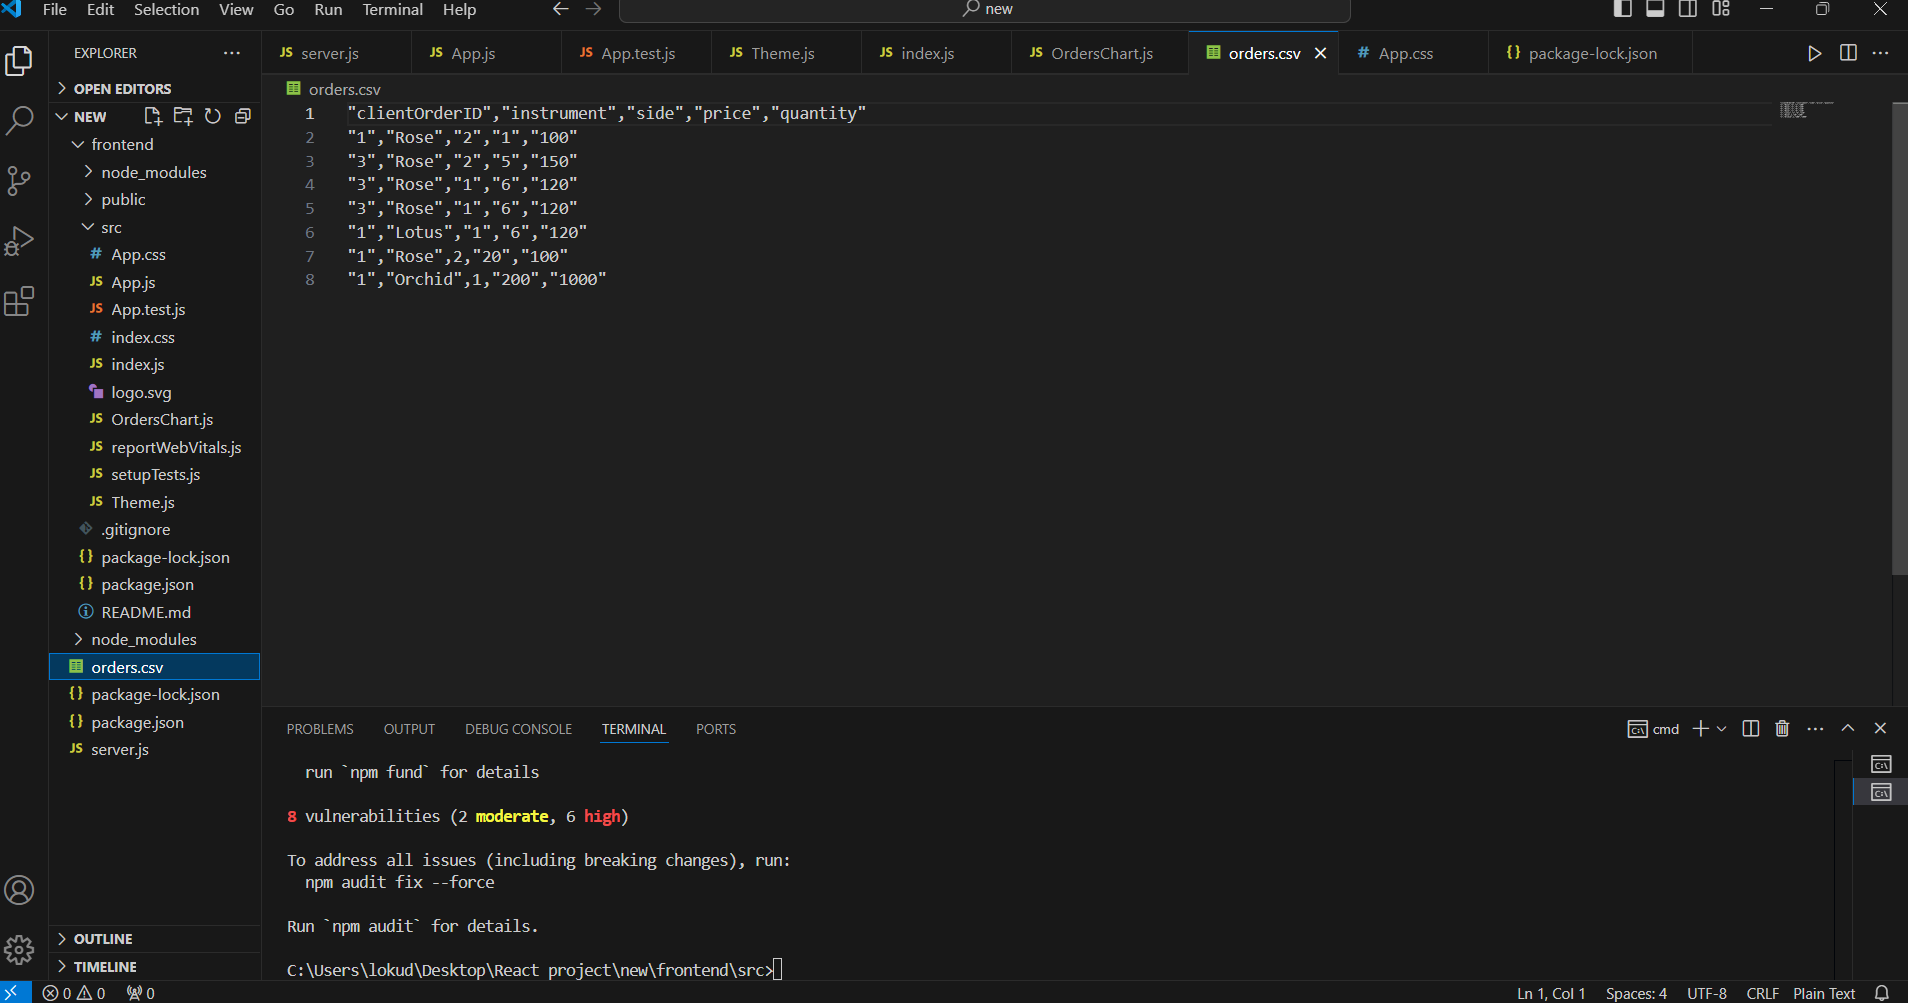 File Edit Selection View Go Run Terminal Help
new
EXPLORER
OPEN EDITORS
NEW
frontend
node_modules
public
src
# App.css
JS App.js
JS App.test.js
# index.css
JS index.js
logo.svg
JS OrdersChart.js
JS reportWebVitals.js
JS setupTests.js
JS Theme.js
.gitignore
{} package-lock.json
{} package.json
README.md
node_modules
orders.csv
{} package-lock.json
{} package.json
JS server.js
OUTLINE
TIMELINE
JS server.js
JS App.js
JS App.test.js
JS Theme.js
JS index.js
JS OrdersChart.js
orders.csv
# App.css
{} package-lock.json
orders.csv
1 "clientOrderID","instrument","side","price","quantity"
2 "1","Rose","2","1","100"
3 "3","Rose","2","5","150"
4 "3","Rose","1","6","120"
5 "3","Rose","1","6","120"
6 "1","Lotus","1","6","120"
7 "1","Rose",2,"20","100"
8 "1","Orchid",1,"200","1000"
PROBLEMS OUTPUT DEBUG CONSOLE TERMINAL PORTS
cmd
run `npm fund` for details
8 vulnerabilities (2 moderate, 6 high)
To address all issues (including breaking changes), run:
npm audit fix --force
Run `npm audit` for details.
C:\Users\lokud\Desktop\React project\new\frontend\src>
0 0 0
Ln 1, Col 1 Spaces: 4 UTF-8 CRLF Plain Text